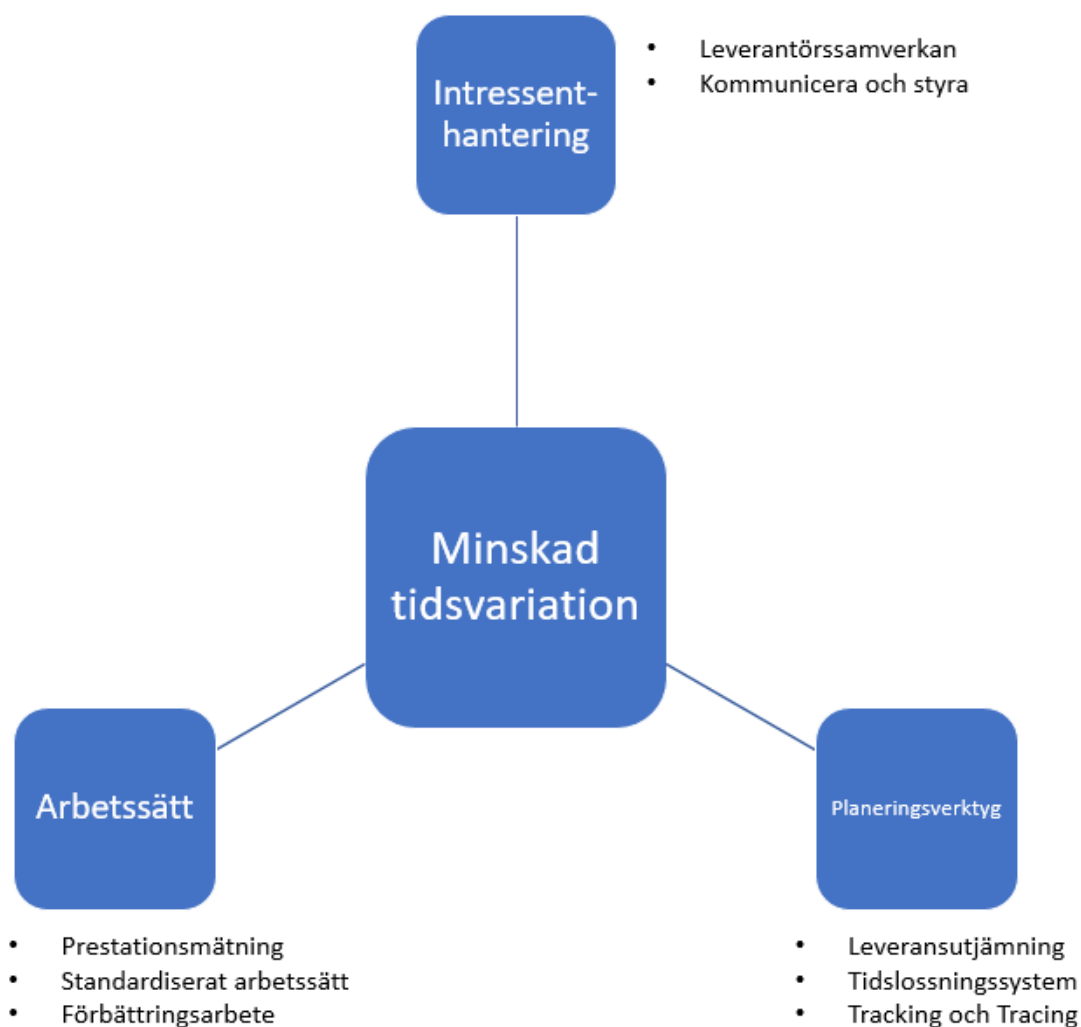 Intressent-
hantering
• Leverantörssamverkan
• Kommunicera och styra
Minskad
tidsvariation
Arbetssätt
• Prestationsmätning
• Standardiserat arbetssätt
• Förbättringsarbete
Planeringsverktyg
• Leveransutjämning
• Tidslossningssystem
• Tracking och Tracing